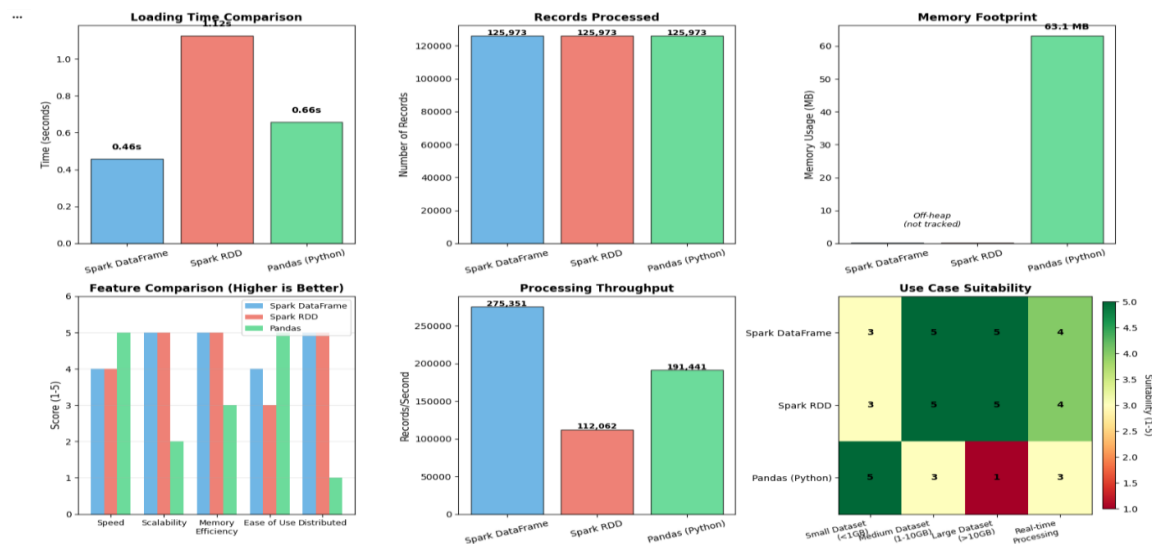 ...
Loading Time Comparison
1.12s
1.0
0.8
0.6
0.4
0.2
0.0
Time (seconds)
0.46s
0.66s
Spark DataFrame
Spark RDD
Pandas (Python)
Records Processed
120000
100000
80000
60000
40000
20000
0
Number of Records
125,973
125,973
125,973
Spark DataFrame
Spark RDD
Pandas (Python)
Memory Footprint
63.1 MB
60
50
40
30
20
10
0
Memory Usage (MB)
Off-heap
(not tracked)
Spark DataFrame
Spark RDD
Pandas (Python)
Feature Comparison (Higher is Better)
6
5
4
3
2
1
0
Score (1-5)
Spark DataFrame
Spark RDD
Pandas
Speed
Scalability
Memory
Efficiency
Ease of Use
Distributed
Processing Throughput
250000
200000
150000
100000
50000
0
Records/Second
275,351
112,062
191,441
Spark DataFrame
Spark RDD
Pandas (Python)
Use Case Suitability
Spark DataFrame
3 5 5 4
Spark RDD
3 5 5 4
Pandas (Python)
5 3 1 3
Small Dataset
(<1GB)
Medium Dataset
(1-10GB)
Large Dataset
(>10GB)
Real-time
Processing
5.0
4.5
4.0
3.5
3.0
2.5
2.0
1.5
1.0
Suitability (1-5)